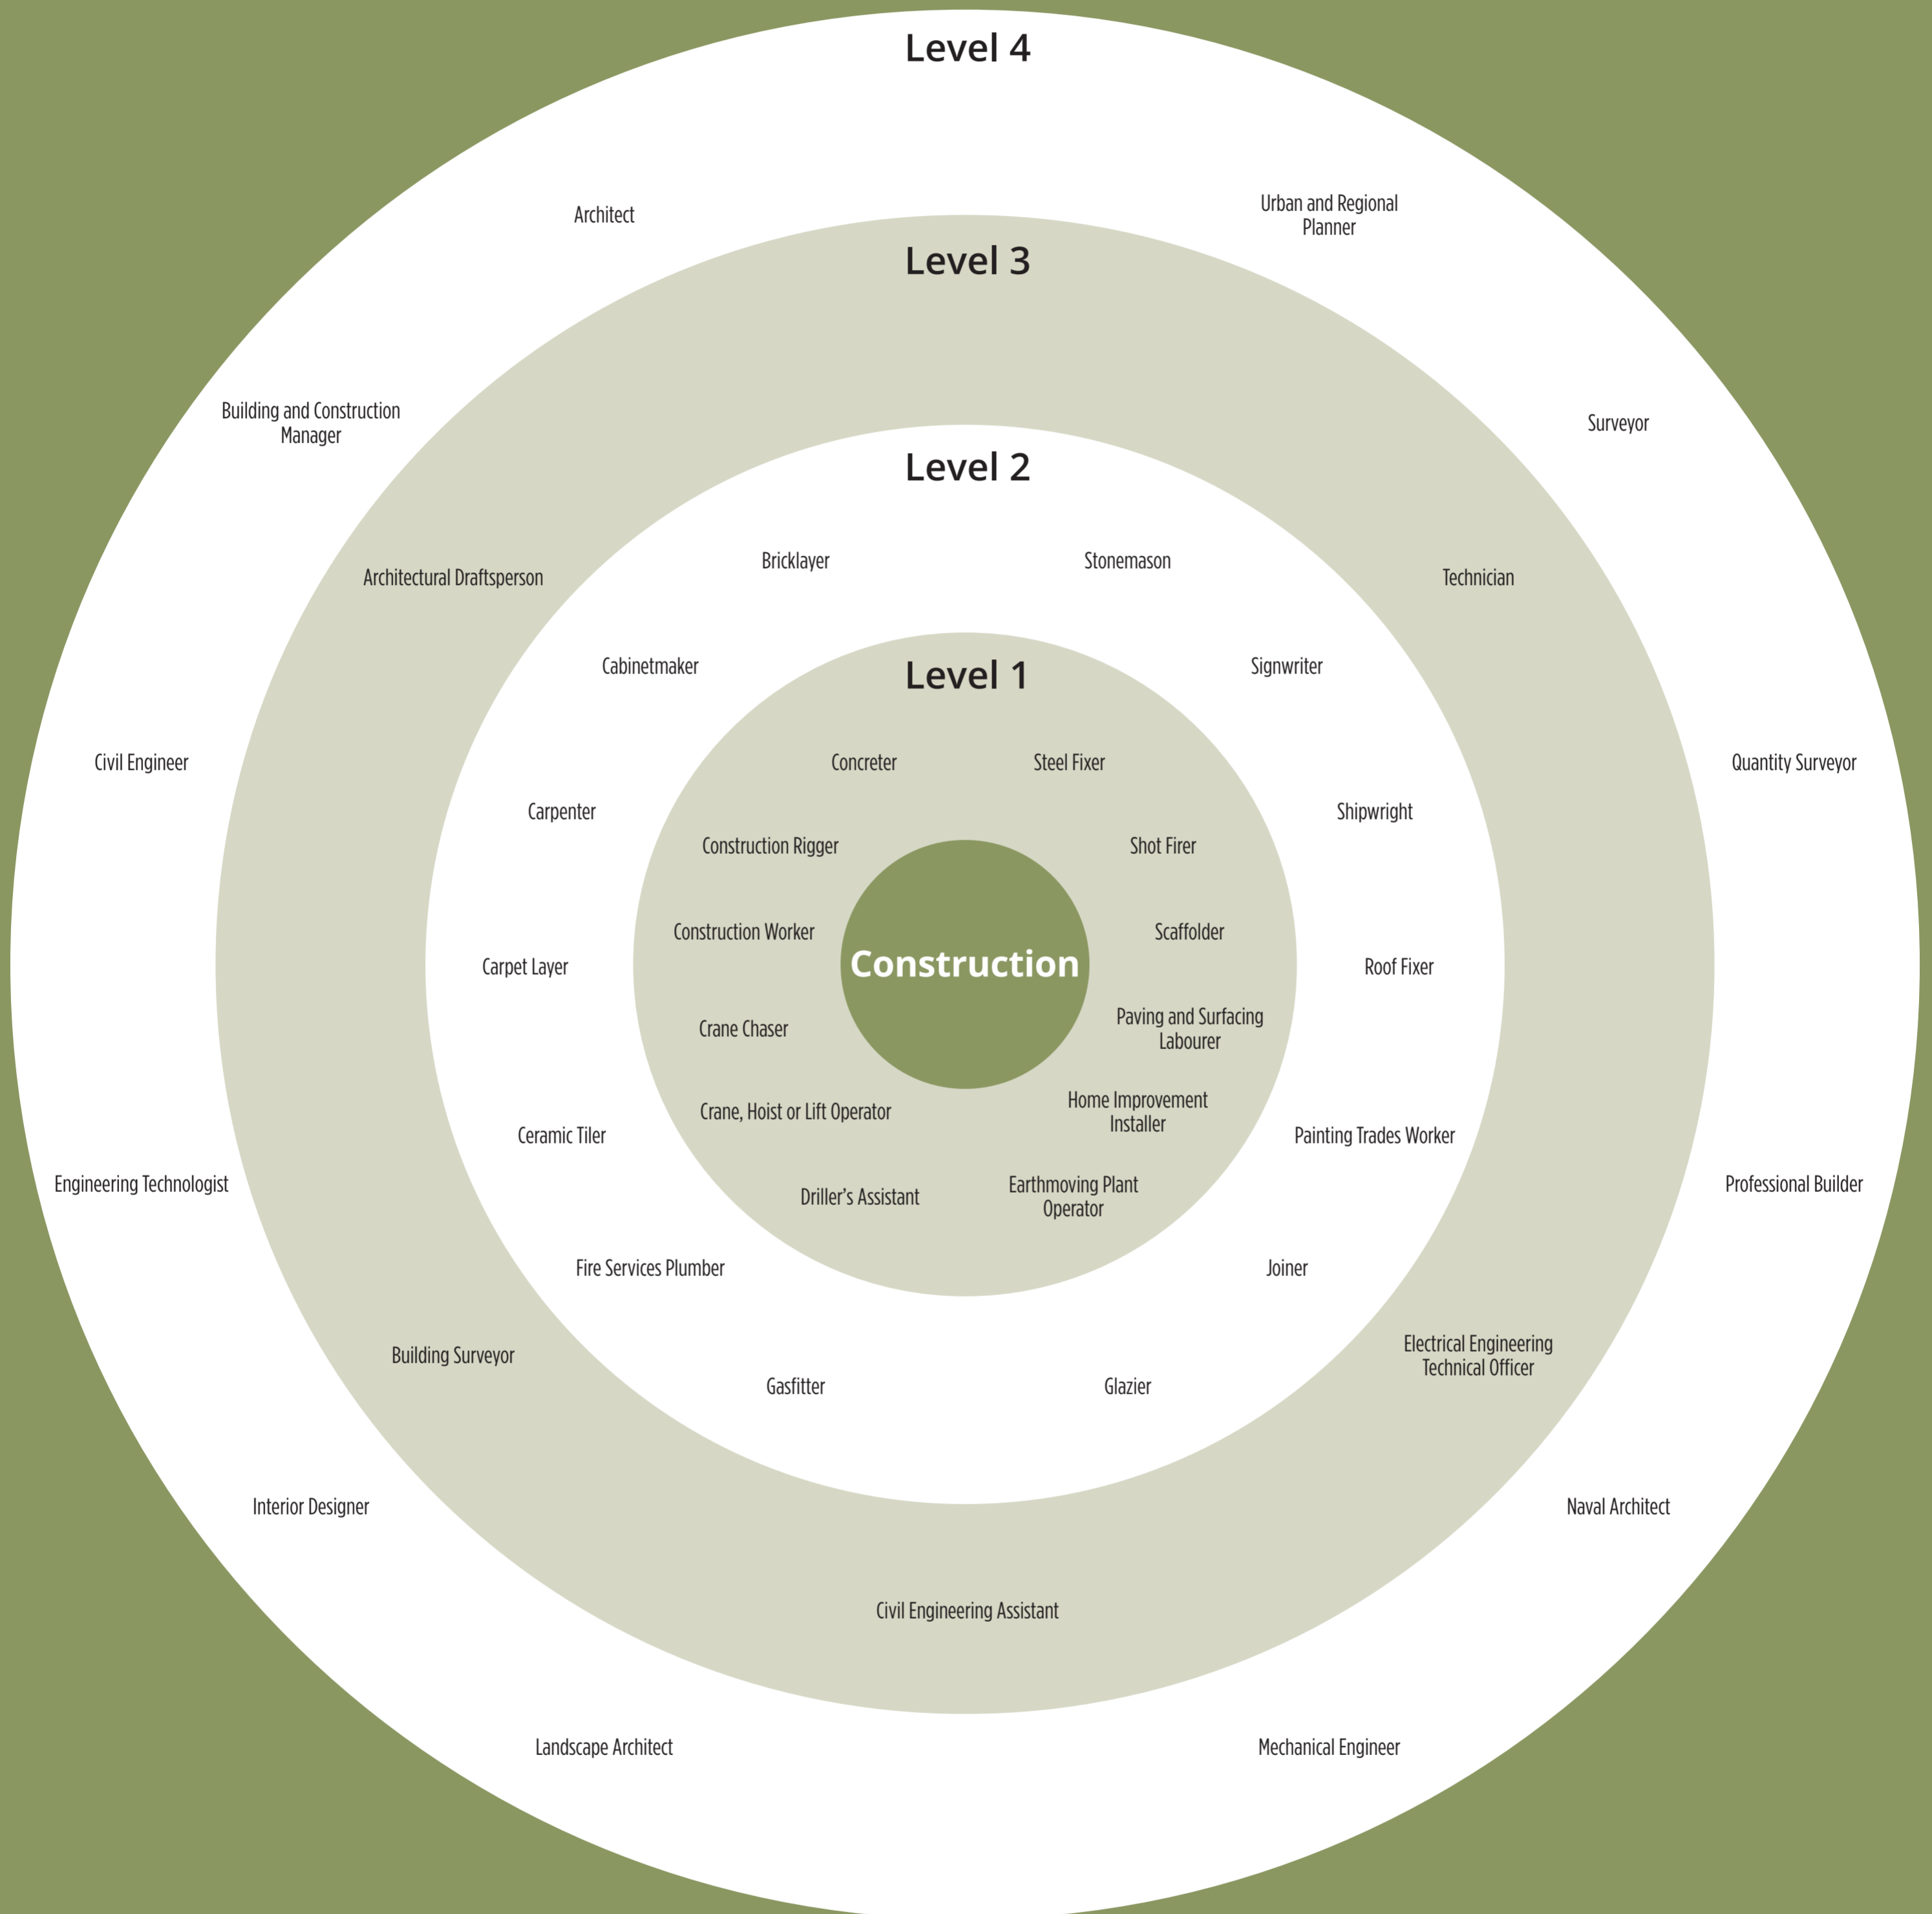 Level 4
Architect
Urban and Regional
Planner
Level 3
Building and Construction
Manager
Surveyor
Level 2
Architectural Draftsperson
Technician
Bricklayer
Stonemason
Cabinetmaker
Signwriter
Level 1
Civil Engineer
Concreter
Steel Fixer
Quantity Surveyor
Carpenter
Shipwright
Construction Rigger
Shot Firer
Construction Worker
Scaffolder
Construction
Carpet Layer
Roof Fixer
Crane Chaser
Paving and Surfacing
Labourer
Crane, Hoist or Lift Operator
Home Improvement
Installer
Ceramic Tiler
Painting Trades Worker
Engineering Technologist
Professional Builder
Driller’s Assistant
Earthmoving Plant
Operator
Fire Services Plumber
Joiner
Building Surveyor
Electrical Engineering
Technical Officer
Gasfitter
Glazier
Interior Designer
Naval Architect
Civil Engineering Assistant
Landscape Architect
Mechanical Engineer